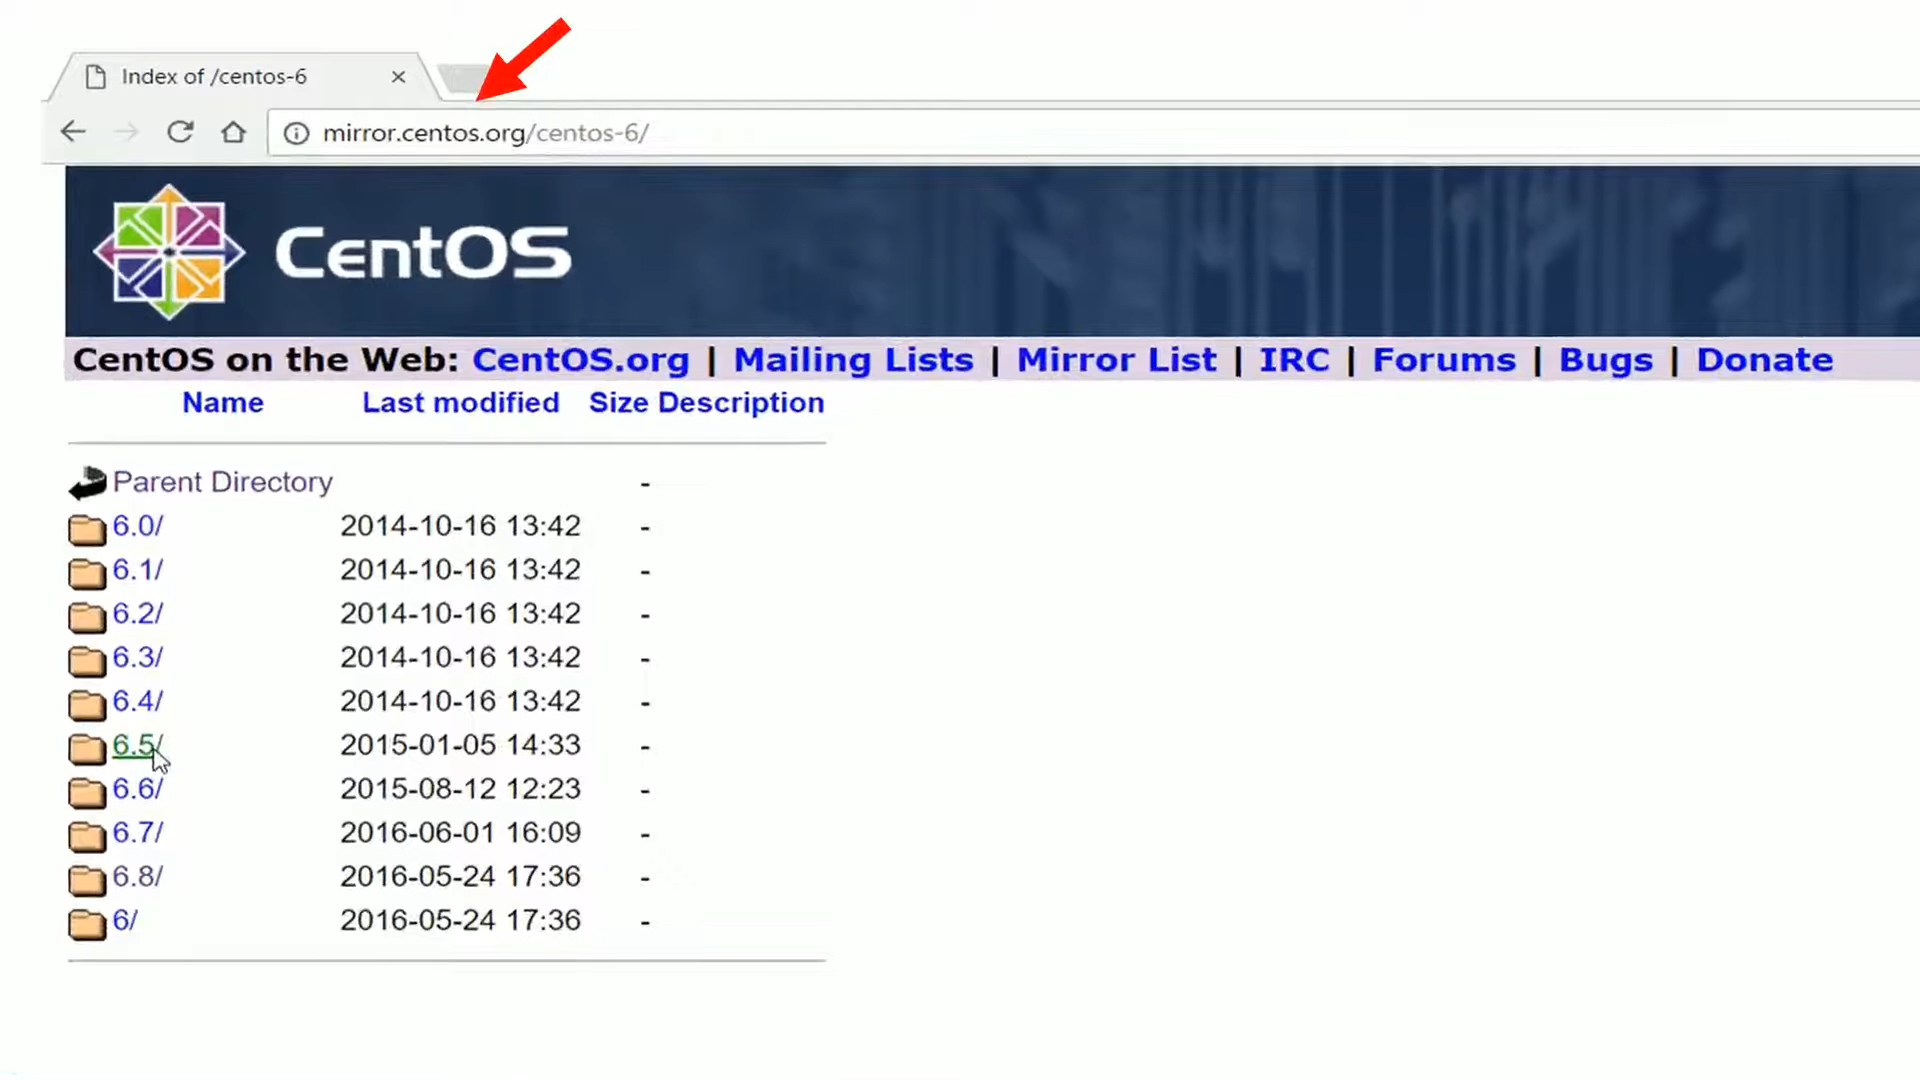 Index of /centos-6
mirror.centos.org/centos-6/
CentOS
CentOS on the Web: CentOS.org | Mailing Lists | Mirror List | IRC | Forums | Bugs | Donate
Name Last modified Size Description
Parent Directory -
6.0/ 2014-10-16 13:42 -
6.1/ 2014-10-16 13:42 -
6.2/ 2014-10-16 13:42 -
6.3/ 2014-10-16 13:42 -
6.4/ 2014-10-16 13:42 -
6.5/ 2015-01-05 14:33 -
6.6/ 2015-08-12 12:23 -
6.7/ 2016-06-01 16:09 -
6.8/ 2016-05-24 17:36 -
6/ 2016-05-24 17:36 -